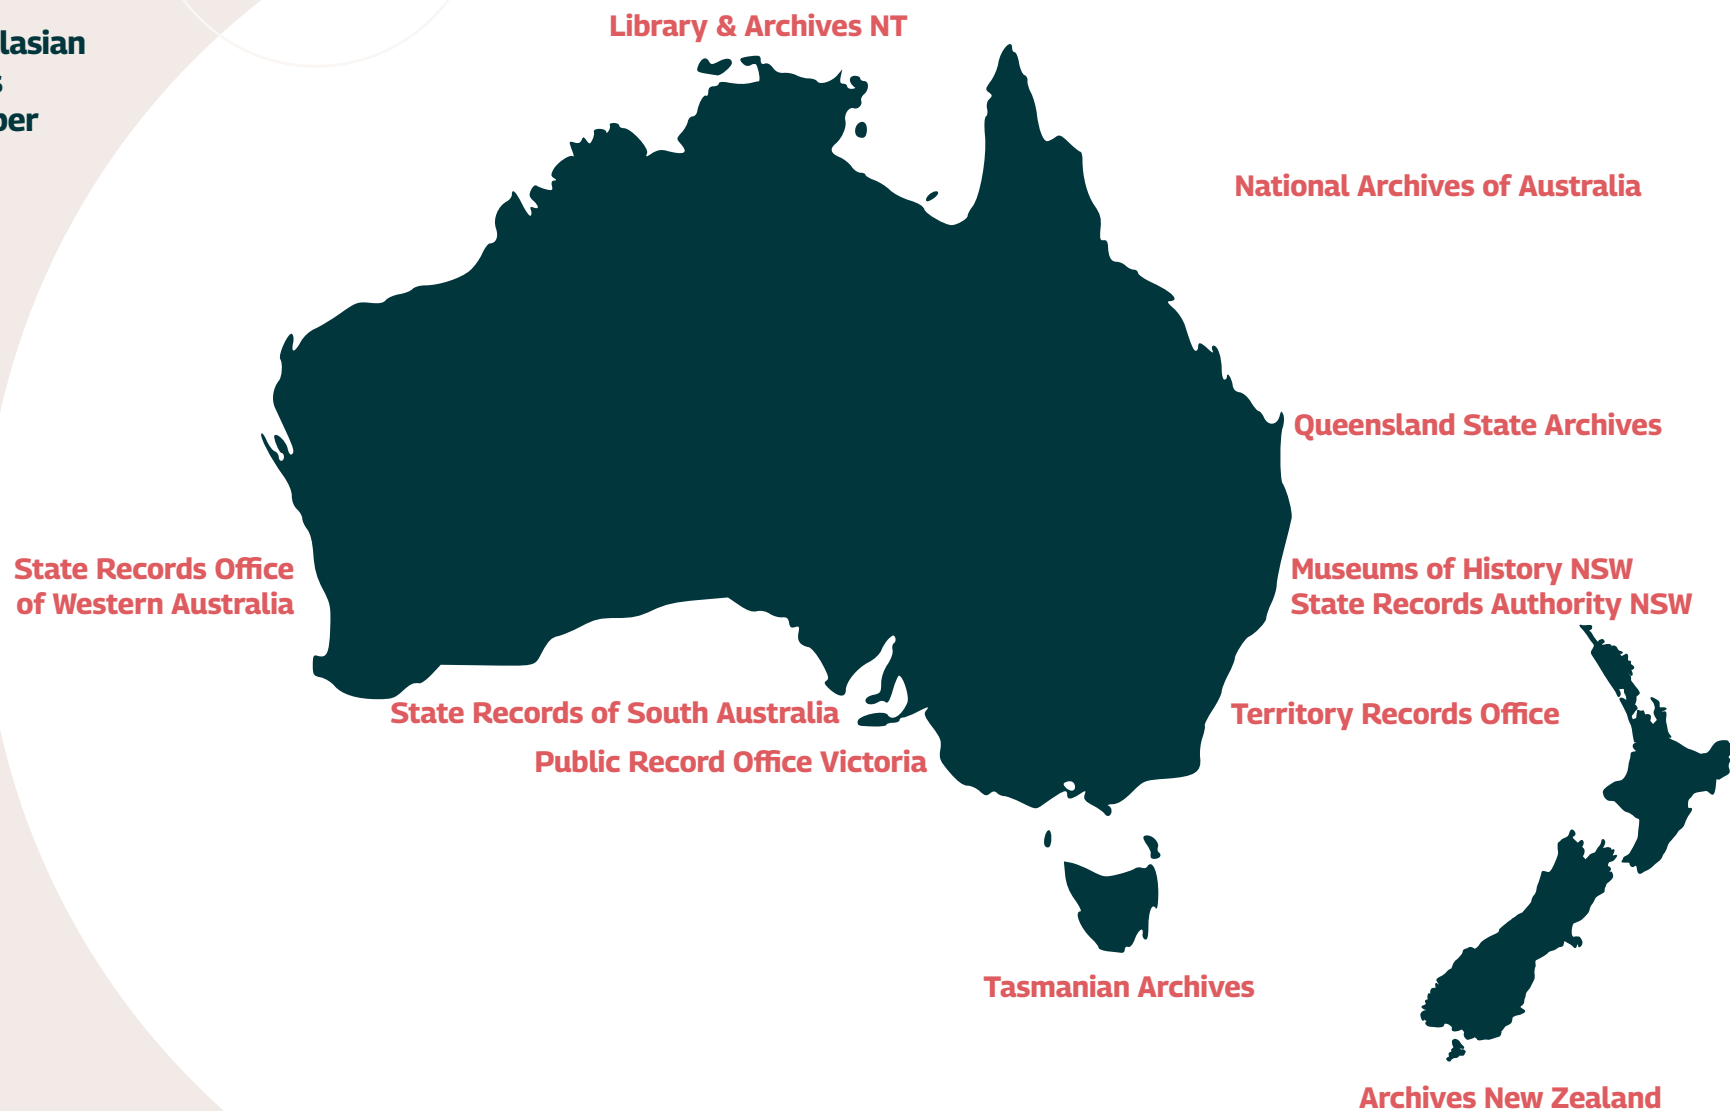 Library & Archives NT
National Archives of Australia
Queensland State Archives
State Records Office
of Western Australia
Museums of History NSW
State Records Authority NSW
State Records of South Australia
Territory Records Office
Public Record Office Victoria
Tasmanian Archives
Archives New Zealand